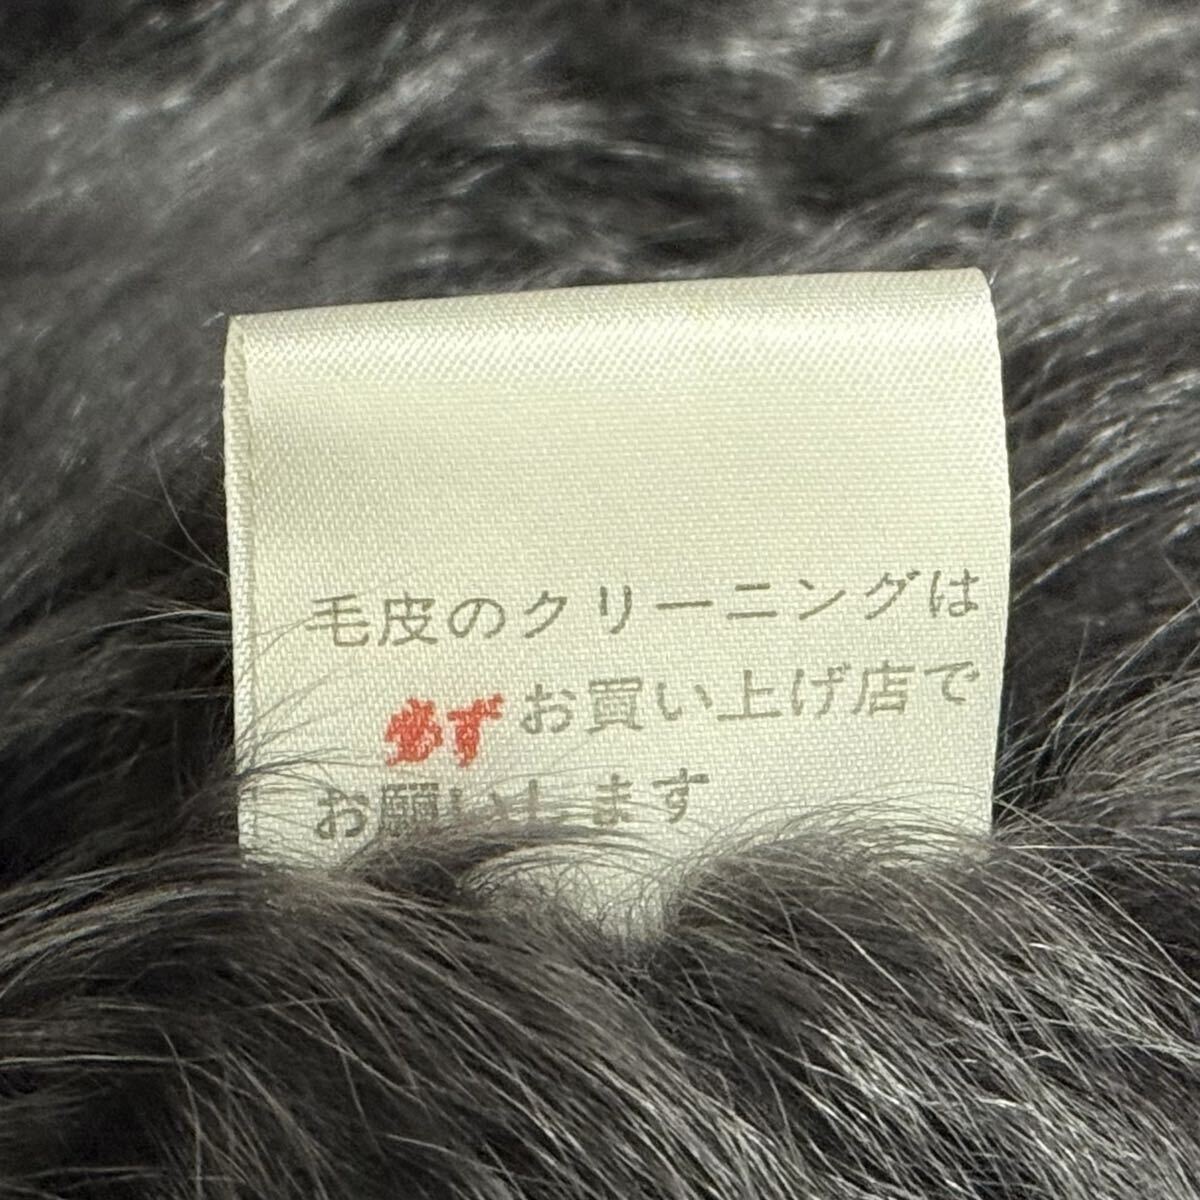 毛皮のクリーニングは
必ずお買い上げ店で
お願いします